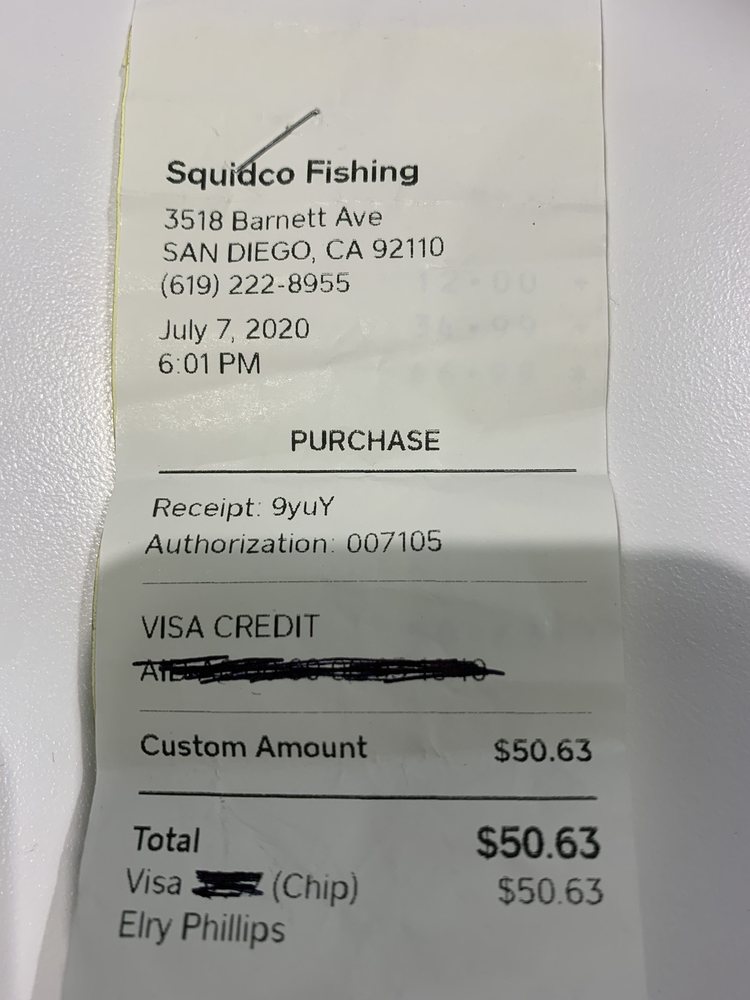 Squidco Fishing
3518 Barnett Ave
SAN DIEGO, CA 92110
(619) 222-8955
July 7, 2020
6:01 PM
PURCHASE
Receipt: 9yuY
Authorization: 007105
VISA CREDIT
Custom Amount $50.63
Total $50.63
Visa (Chip) $50.63
Elry Phillips